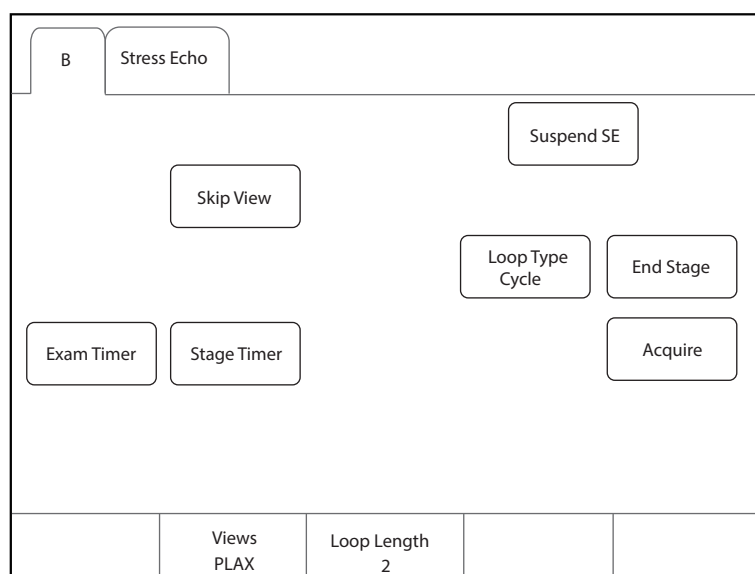 B
Stress Echo
Suspend SE
Skip View
Loop Type
Cycle
End Stage
Exam Timer
Stage Timer
Acquire
Views
PLAX
Loop Length
2